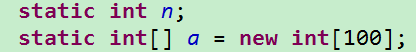 static int n;
static int[] a = new int[100];